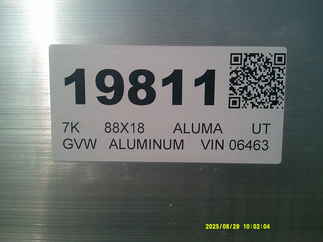 19811
7K 88X18 ALUMA UT
GVW ALUMINUM VIN 06463
2025/08/29 10:02:04